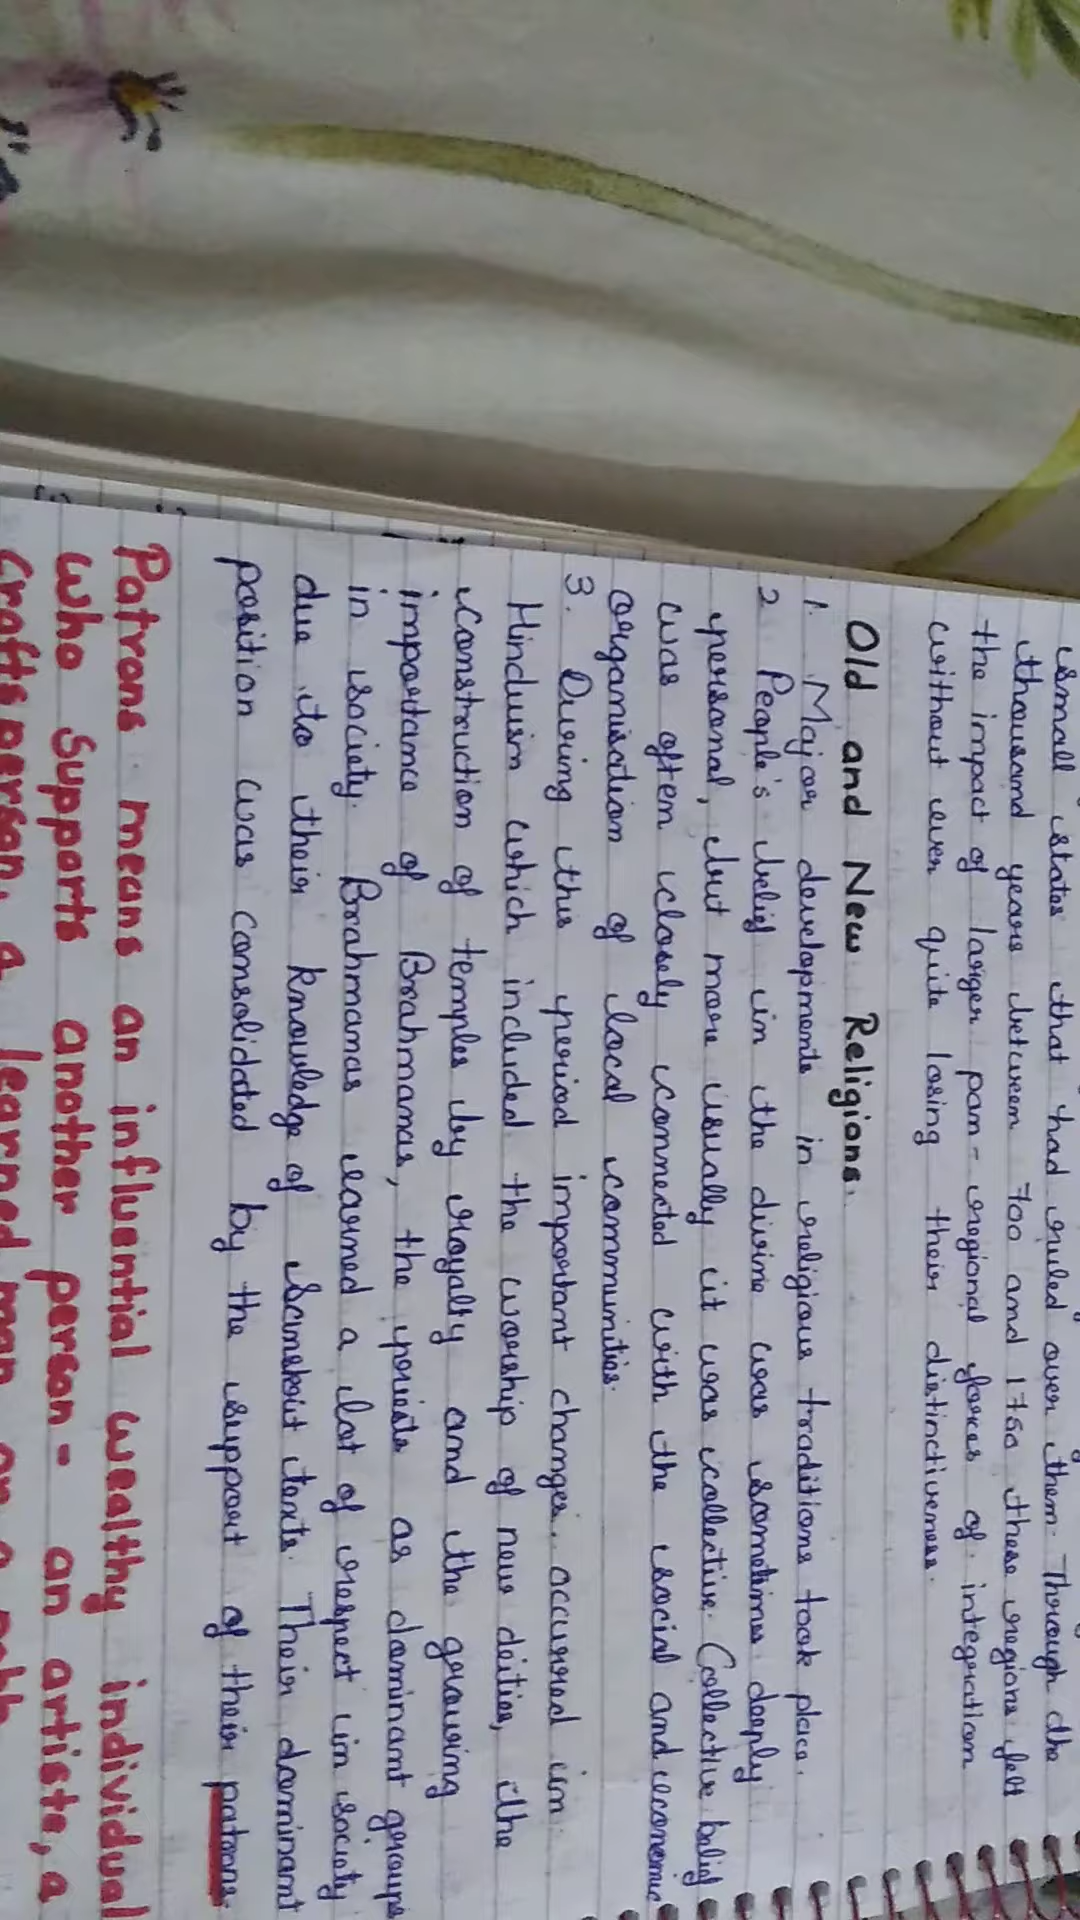 small states that had ruled over them. Through the
thousand years between 700 and 1750 these regions felt
the impact of larger pan-regional forces of integration
without ever quite losing their distinctiveness.
Old and New Religions.
1. Major developments in religious traditions took place.
2 People's belief in the divine was sometimes deeply
personal, but more usually it was collective. Collective belief
was often closely connected with the social and economic
organisation of local communities.
3. During this period important changes, occurred in
Hinduism which included the worship of new deities, the
construction of temples by royalty and the growing
importance of Brahmanas, the priests as dominant groups
in society. Brahmanas earned a lot of respect in society
due to their knowledge of Sanskrit texts. Their dominant
position was consolidated by the support of their patrons.
Patrons means an influential wealthy individual
who supports another person - an artiste, a
craftsperson, a learned man or a